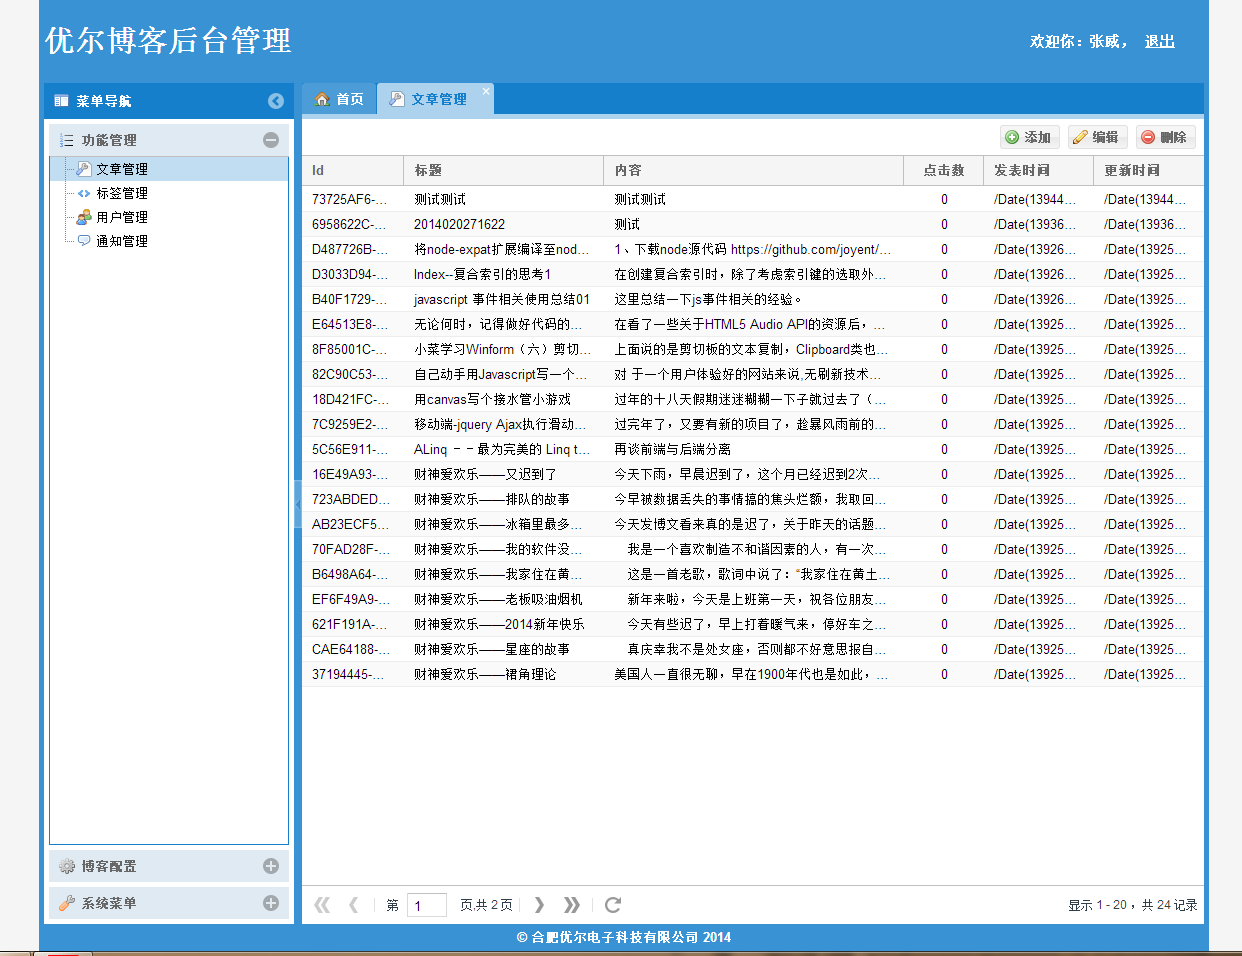 优尔博客后台管理
欢迎你：张威， 退出
菜单导航
首页 文章管理
功能管理
文章管理
标签管理
用户管理
通知管理
博客配置
系统菜单
添加 编辑 删除
Id 标题 内容 点击数 发表时间 更新时间
73725AF6-... 测试测试 测试测试 0 /Date(13944... /Date(13944...
6958622C-... 2014020271622 测试 0 /Date(13936... /Date(13936...
D487726B-... 将node-expat扩展编译至nod... 1、下载node源代码 https://github.com/joyent/... 0 /Date(13926... /Date(13925...
D3033D94-... Index--复合索引的思考1 在创建复合索引时，除了考虑索引键的选取外... 0 /Date(13926... /Date(13925...
B40F1729-... javascript 事件相关使用总结01 这里总结一下js事件相关的经验。 0 /Date(13926... /Date(13925...
E64513E8-... 无论何时，记得做好代码的... 在看了一些关于HTML5 Audio API的资源后，... 0 /Date(13925... /Date(13925...
8F85001C-... 小菜学习Winform（六）剪切... 上面说的是剪切板的文本复制，Clipboard类也... 0 /Date(13925... /Date(13925...
82C90C53-... 自己动手用Javascript写一个... 对 于一个用户体验好的网站来说,无刷新技术... 0 /Date(13925... /Date(13925...
18D421FC-... 用canvas写个接水管小游戏 过年的十八天假期迷迷糊糊一下子就过去了（... 0 /Date(13925... /Date(13925...
7C9259E2-... 移动端-jquery Ajax执行滑动... 过完年了，又要有新的项目了，趁暴风雨前的... 0 /Date(13925... /Date(13925...
5C56E911-... ALinq －－最为完美的 Linq t... 再谈前端与后端分离 0 /Date(13925... /Date(13925...
16E49A93-... 财神爱欢乐——又迟到了 今天下雨，早晨迟到了，这个月已经迟到2次... 0 /Date(13925... /Date(13925...
723ABDED... 财神爱欢乐——排队的故事 今早被数据丢失的事情搞的焦头烂额，我取回... 0 /Date(13925... /Date(13925...
AB23ECF5... 财神爱欢乐——冰箱里最多... 今天发博文看来真的是迟了，关于昨天的话题... 0 /Date(13925... /Date(13925...
70FAD28F-... 财神爱欢乐——我的软件没... 我是一个喜欢制造不和谐因素的人，有一次... 0 /Date(13925... /Date(13925...
B6498A64-... 财神爱欢乐——我家住在黄... 这是一首老歌，歌词中说了：“我家住在黄土... 0 /Date(13925... /Date(13925...
EF6F49A9-... 财神爱欢乐——老板吸油烟机 新年来啦，今天是上班第一天，祝各位朋友... 0 /Date(13925... /Date(13925...
621F191A-... 财神爱欢乐——2014新年快乐 今天有些迟了，早上打着暖气来，停好车之... 0 /Date(13925... /Date(13925...
CAE64188-... 财神爱欢乐——星座的故事 真庆幸我不是处女座，否则都不好意思报自... 0 /Date(13925... /Date(13925...
37194445-... 财神爱欢乐——裙角理论 美国人一直很无聊，早在1900年代也是如此，... 0 /Date(13925... /Date(13925...
第 1 页,共 2 页 显示 1 - 20 ，共 24 记录
© 合肥优尔电子科技有限公司 2014